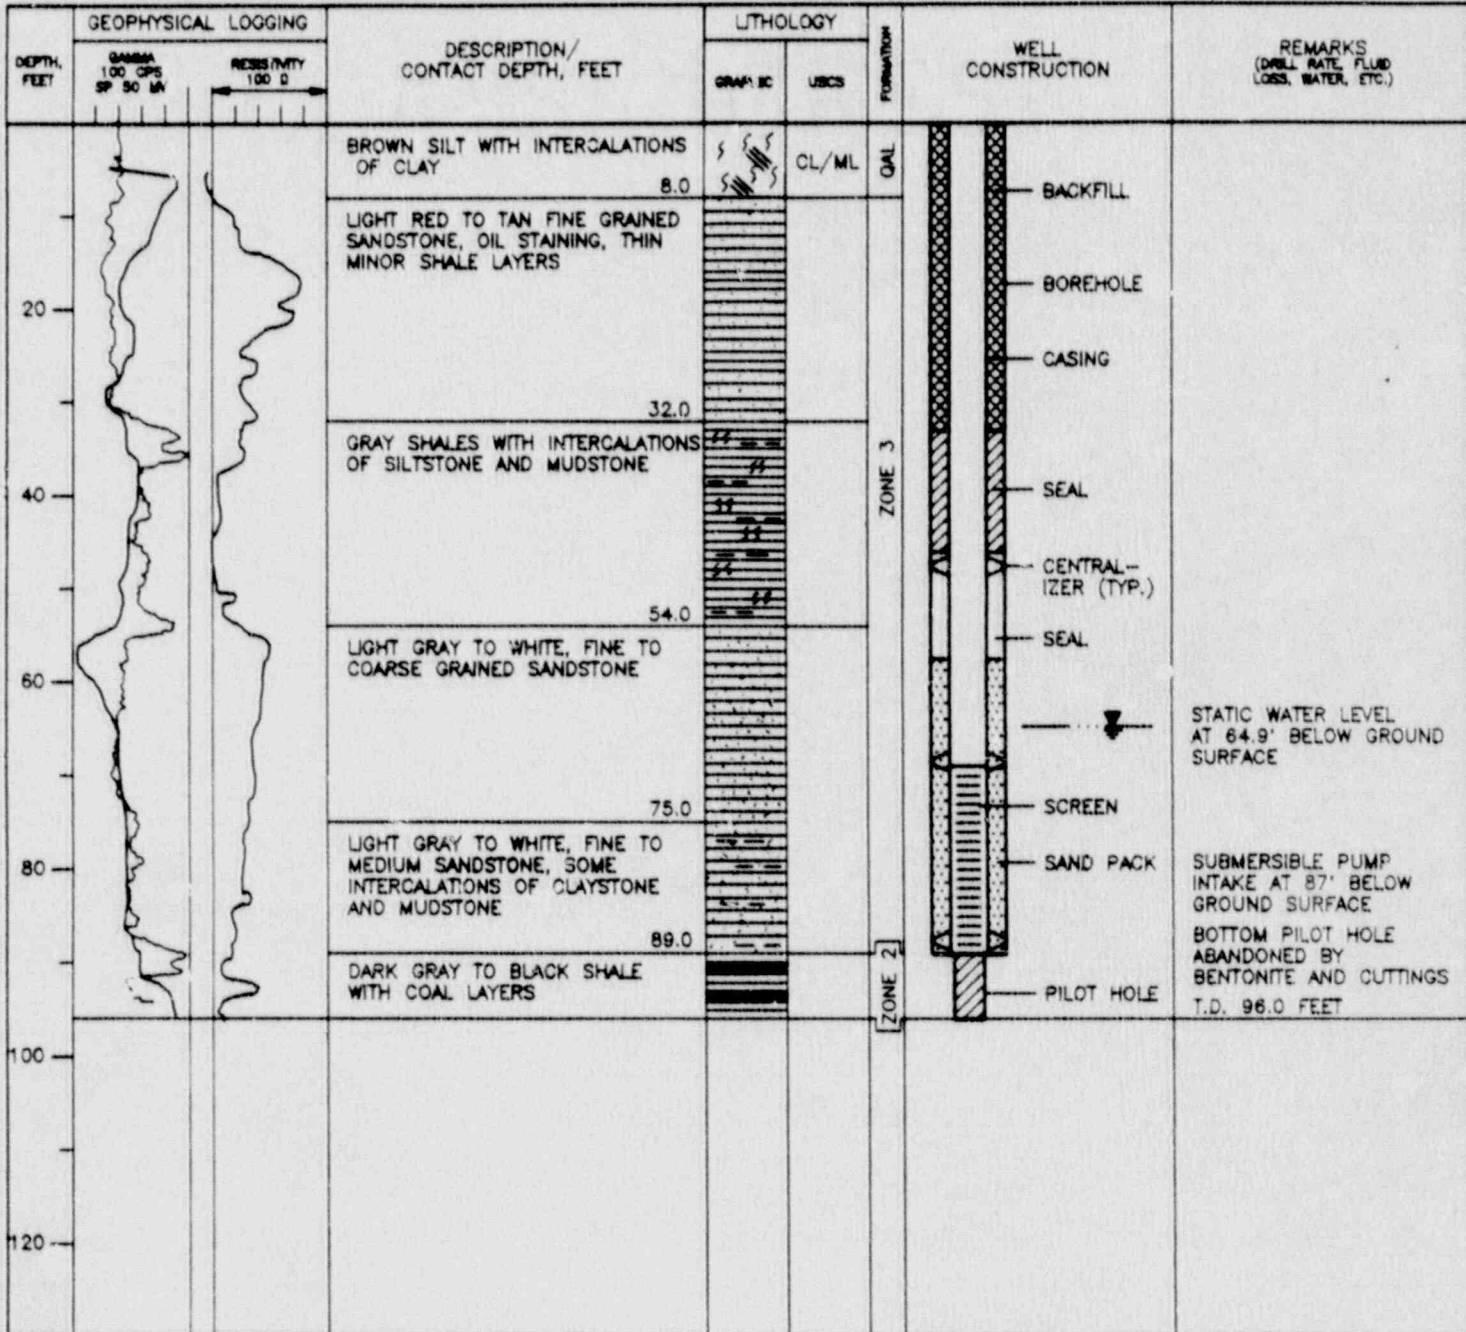 GEOPHYSICAL LOGGING
LITHOLOGY
DEPTH,
FEET
GAMMA
100 CPS
SP 50 MV
RESISTIVITY
100 Ω
DESCRIPTION/
CONTACT DEPTH, FEET
USCS
FORMATION
WELL
CONSTRUCTION
REMARKS
(DRILL RATE, FLUID
LOSS, WATER, ETC.)
BROWN SILT WITH INTERCALATIONS
OF CLAY
8.0
CL/ML
QAL
BACKFILL
LIGHT RED TO TAN FINE GRAINED
SANDSTONE, OIL STAINING, THIN
MINOR SHALE LAYERS
BOREHOLE
20
CASING
32.0
GRAY SHALES WITH INTERCALATIONS
OF SILTSTONE AND MUDSTONE
ZONE 3
40
SEAL
CENTRAL-
IZER (TYP.)
54.0
SEAL
LIGHT GRAY TO WHITE, FINE TO
COARSE GRAINED SANDSTONE
60
STATIC WATER LEVEL
AT 64.9' BELOW GROUND
SURFACE
75.0
SCREEN
LIGHT GRAY TO WHITE, FINE TO
MEDIUM SANDSTONE, SOME
INTERCALATIONS OF CLAYSTONE
AND MUDSTONE
80
SAND PACK
SUBMERSIBLE PUMP
INTAKE AT 87' BELOW
GROUND SURFACE
89.0
BOTTOM PILOT HOLE
ABANDONED BY
BENTONITE AND CUTTINGS
DARK GRAY TO BLACK SHALE
WITH COAL LAYERS
ZONE 2
PILOT HOLE
T.D. 96.0 FEET
100
120